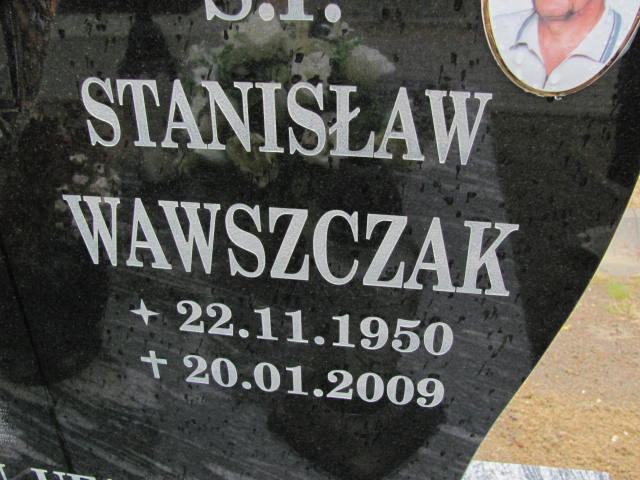 Ś.P.
STANISŁAW
WAWSZCZAK
22.11.1950
✝ 20.01.2009